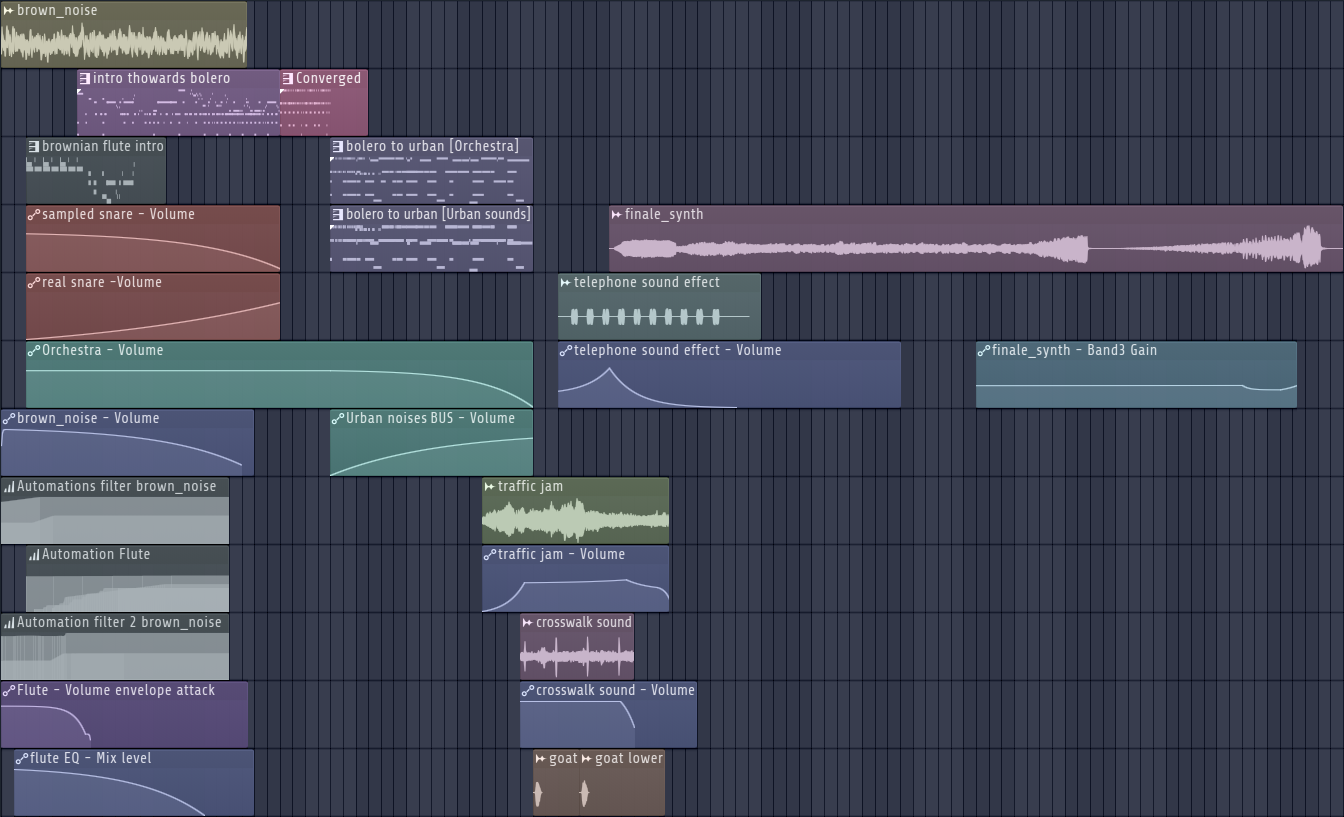 brown_noise
intro thowards bolero
Converged
brownian flute intro
bolero to urban [Orchestra]
sampled snare - Volume
bolero to urban [Urban sounds]
finale_synth
real snare -Volume
telephone sound effect
Orchestra - Volume
telephone sound effect - Volume
finale_synth - Band3 Gain
brown_noise - Volume
Urban noises BUS - Volume
Automations filter brown_noise
traffic jam
Automation Flute
traffic jam - Volume
Automation filter 2 brown_noise
crosswalk sound
Flute - Volume envelope attack
crosswalk sound - Volume
flute EQ - Mix level
goat
goat lower